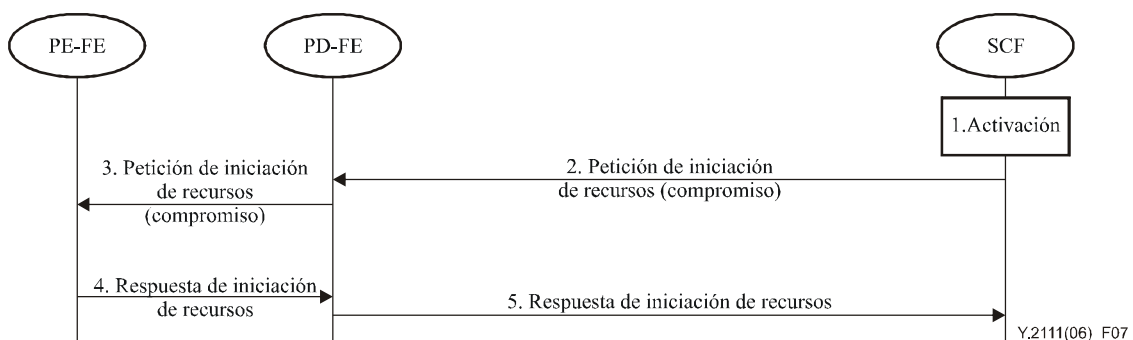 PE-FE
PD-FE
SCF
1.Activación
3. Petición de iniciación
de recursos
(compromiso)
2. Petición de iniciación
de recursos (compromiso)
4. Respuesta de iniciación
de recursos
5. Respuesta de iniciación de recursos
Y.2111(06)_F07